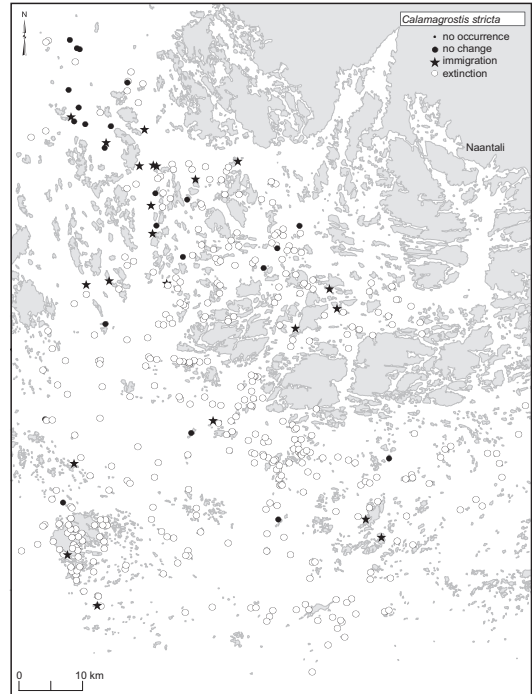 N
Calamagrostis stricta
no occurrence
no change
immigration
extinction
Naantali
0 10 km